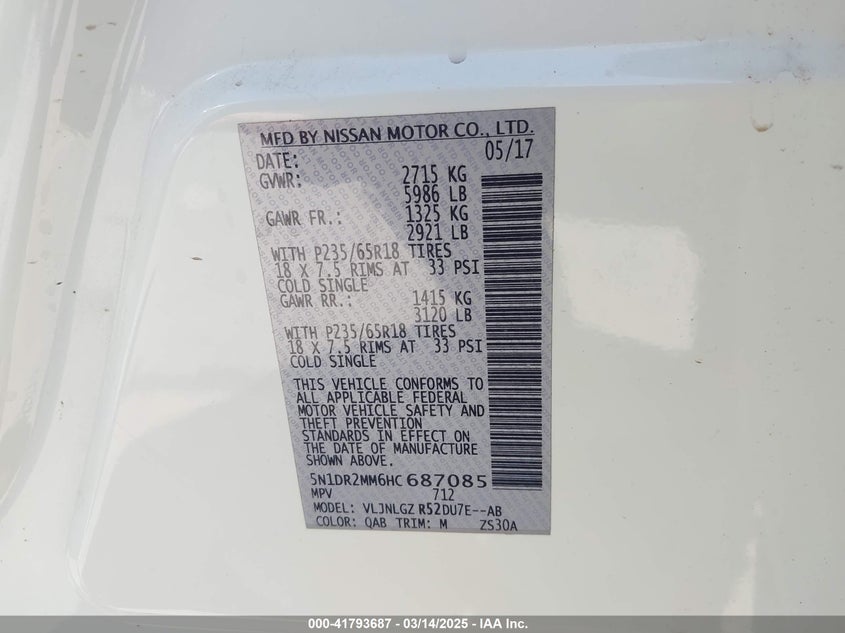 MFD BY NISSAN MOTOR CO., LTD.
DATE: 05/17
GVWR: 2715 KG
5986 LB
GAWR FR.: 1325 KG
2921 LB
WITH P235/65R18 TIRES
18 X 7.5 RIMS AT 33 PSI
COLD SINGLE
GAWR RR.: 1415 KG
3120 LB
WITH P235/65R18 TIRES
18 X 7.5 RIMS AT 33 PSI
COLD SINGLE
THIS VEHICLE CONFORMS TO
ALL APPLICABLE FEDERAL
MOTOR VEHICLE SAFETY AND
THEFT PREVENTION
STANDARDS IN EFFECT ON
THE DATE OF MANUFACTURE
SHOWN ABOVE.
5N1DR2MM6HC687085
MPV 712
MODEL: VLJNLGZ R52DU7E--AB
COLOR: QAB TRIM: M ZS30A
000-41793687 - 03/14/2025 - IAA Inc.